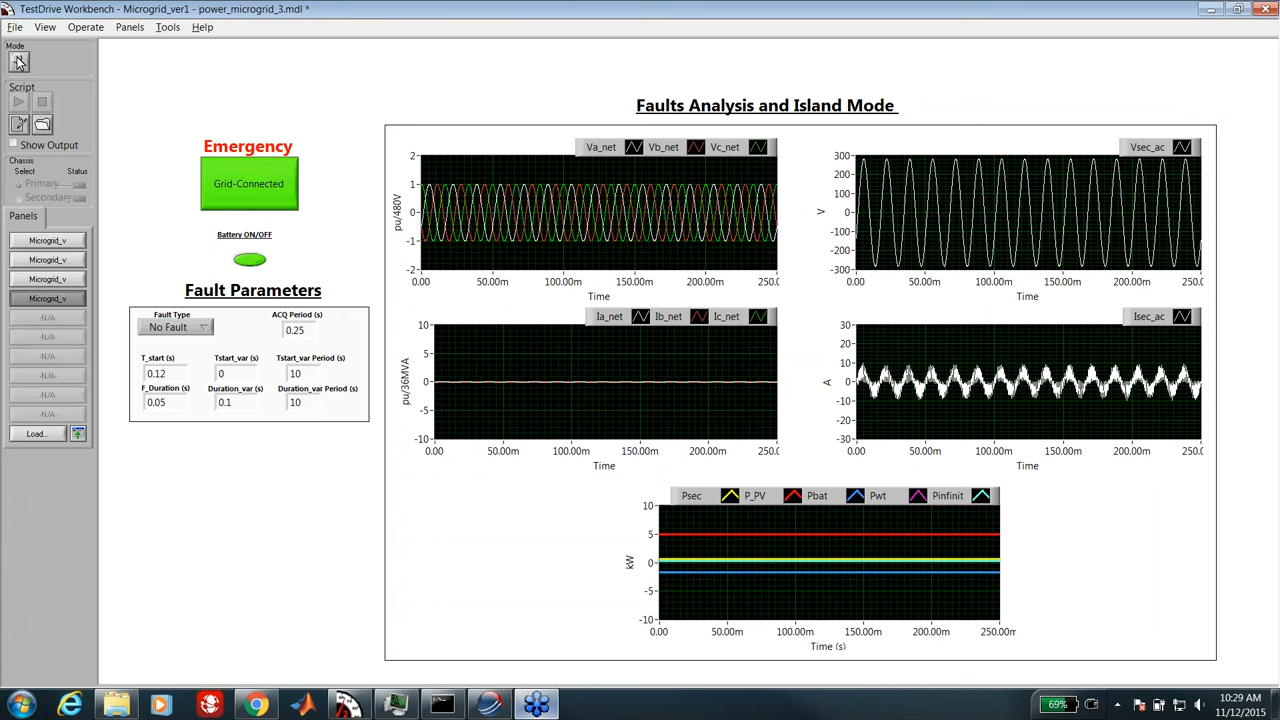 TestDrive Workbench - Microgrid_ver1 - power_microgrid_3.mdl *
File View Operate Panels Tools Help
Mode
Script
Show Output
Chassis
Select Status
Primary
Secondary
Panels
Microgrid_v
Microgrid_v
Microgrid_v
Microgrid_v
-N/A-
-N/A-
-N/A-
-N/A-
-N/A-
-N/A-
Load...
Emergency
Grid-Connected
Battery ON/OFF
Fault Parameters
Fault Type ACQ Period (s)
No Fault 0.25
T_start (s) Tstart_var (s) Tstart_var Period (s)
0.12 0 10
F_Duration (s) Duration_var (s) Duration_var Period (s)
0.05 0.1 10
Faults Analysis and Island Mode
Va_net Vb_net Vc_net
2
1
0
-1
-2
pu/480V
0.00 50.00m 100.00m 150.00m 200.00m 250.0
Time
Vsec_ac
300
200
100
0
-100
-200
-300
V
0.00 50.00m 100.00m 150.00m 200.00m 250.0
Time
Ia_net Ib_net Ic_net
10
5
0
-5
-10
pu/36MVA
0.00 50.00m 100.00m 150.00m 200.00m 250.0
Time
Isec_ac
30
20
10
0
-10
-20
-30
A
0.00 50.00m 100.00m 150.00m 200.00m 250.0
Time
Psec P_PV Pbat Pwt Pinfinit
10
5
0
-5
-10
kW
0.00 50.00m 100.00m 150.00m 200.00m 250.00m
Time (s)
69%
10:29 AM
11/12/2015